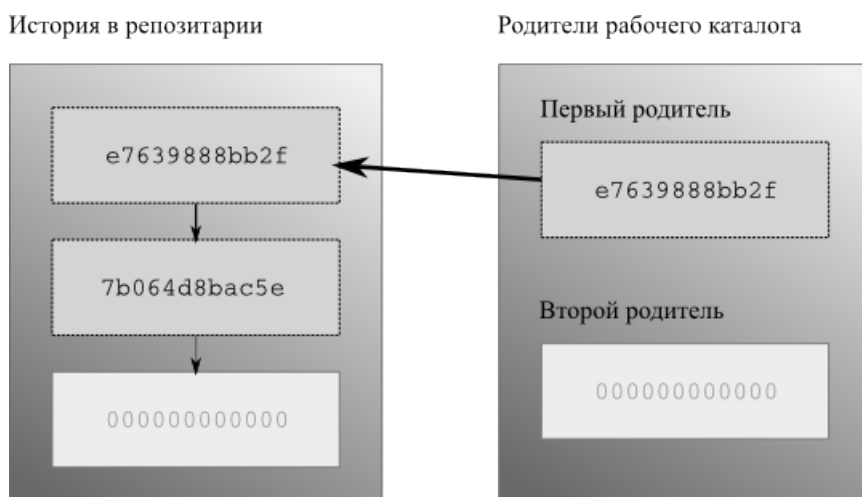 История в репозитарии
Родители рабочего каталога
Первый родитель
e7639888bb2f
e7639888bb2f
7b064d8bac5e
Второй родитель
000000000000
000000000000